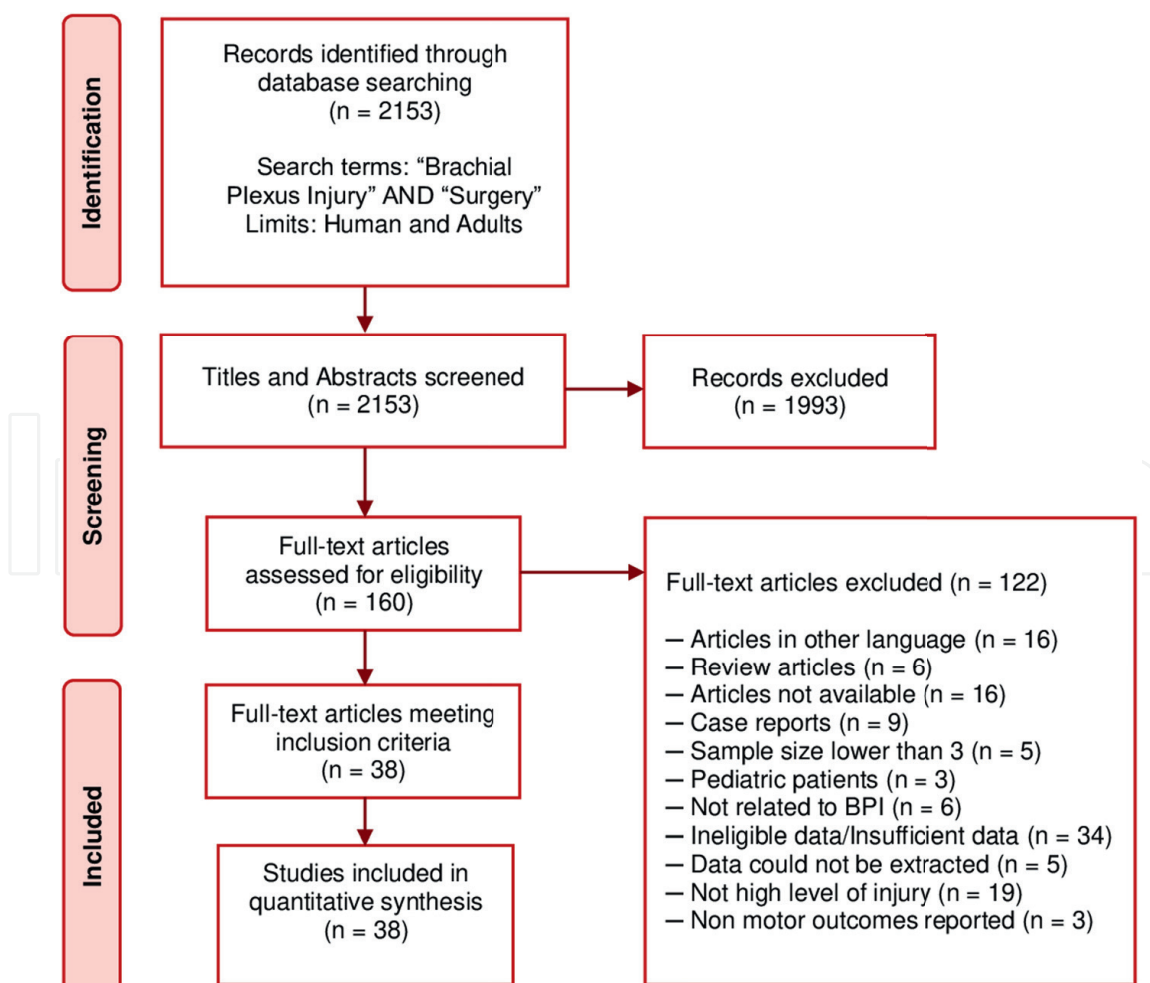 Identification
Records identified through
database searching
(n = 2153)
Search terms: “Brachial
Plexus Injury” AND “Surgery”
Limits: Human and Adults
Screening
Titles and Abstracts screened
(n = 2153)
Records excluded
(n = 1993)
Full-text articles
assessed for eligibility
(n = 160)
Full-text articles excluded (n = 122)
— Articles in other language (n = 16)
— Review articles (n = 6)
— Articles not available (n = 16)
— Case reports (n = 9)
— Sample size lower than 3 (n = 5)
— Pediatric patients (n = 3)
— Not related to BPI (n = 6)
— Ineligible data/Insufficient data (n = 34)
— Data could not be extracted (n = 5)
— Not high level of injury (n = 19)
— Non motor outcomes reported (n = 3)
Included
Full-text articles meeting
inclusion criteria
(n = 38)
Studies included in
quantitative synthesis
(n = 38)